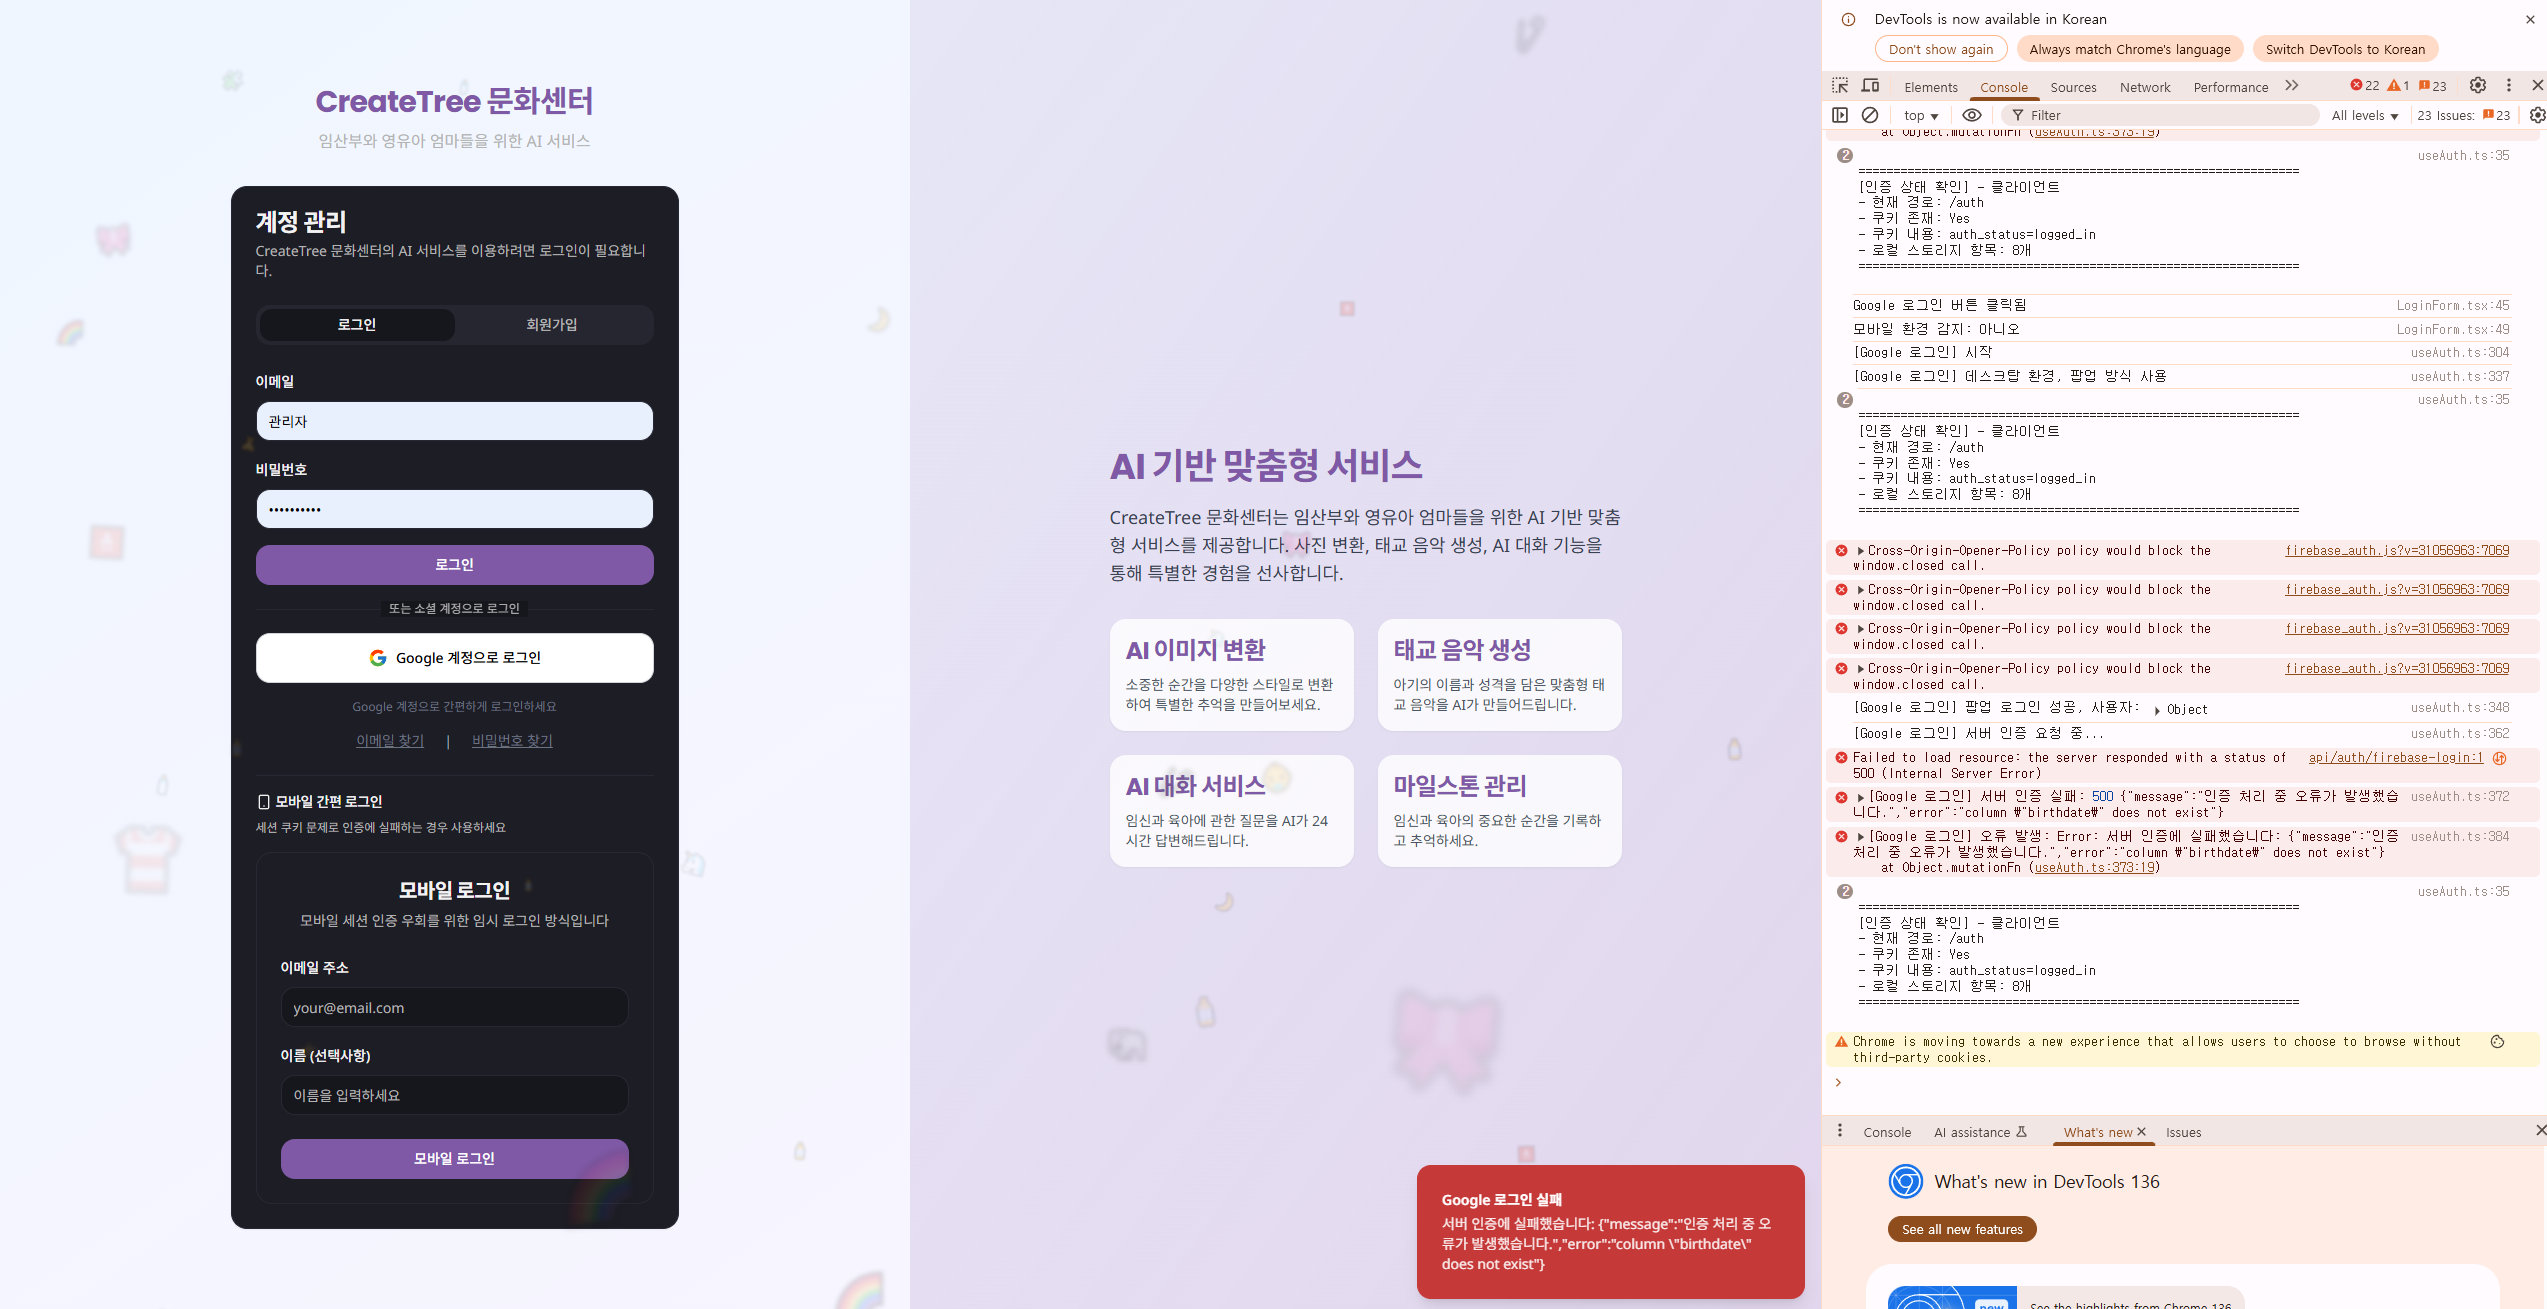 CreateTree 문화센터
임산부와 영유아 엄마들을 위한 AI 서비스
계정 관리
CreateTree 문화센터의 AI 서비스를 이용하려면 로그인이 필요합니
다.
로그인
회원가입
이메일
관리자
비밀번호
••••••••••
로그인
또는 소셜 계정으로 로그인
Google 계정으로 로그인
Google 계정으로 간편하게 로그인하세요
이메일 찾기 | 비밀번호 찾기
모바일 간편 로그인
세션 쿠키 문제로 인증에 실패하는 경우 사용하세요
모바일 로그인
모바일 세션 인증 우회를 위한 임시 로그인 방식입니다
이메일 주소
your@email.com
이름 (선택사항)
이름을 입력하세요
모바일 로그인
AI 기반 맞춤형 서비스
CreateTree 문화센터는 임산부와 영유아 엄마들을 위한 AI 기반 맞춤
형 서비스를 제공합니다. 사진 변환, 태교 음악 생성, AI 대화 기능을
통해 특별한 경험을 선사합니다.
AI 이미지 변환
소중한 순간을 다양한 스타일로 변환
하여 특별한 추억을 만들어보세요.
태교 음악 생성
아기의 이름과 성격을 담은 맞춤형 태
교 음악을 AI가 만들어드립니다.
AI 대화 서비스
임신과 육아에 관한 질문을 AI가 24
시간 답변해드립니다.
마일스톤 관리
임신과 육아의 중요한 순간을 기록하
고 추억하세요.
Google 로그인 실패
서버 인증에 실패했습니다: {"message":"인증 처리 중 오
류가 발생했습니다.","error":"column \"birthdate\"
does not exist"}
DevTools is now available in Korean
Don't show again
Always match Chrome's language
Switch DevTools to Korean
Elements Console Sources Network Performance 22 1 23
top Filter All levels 23 Issues: 23
at Object.mutationFn (useAuth.ts:373:19)
2 useAuth.ts:35
===============================================================
[인증 상태 확인] - 클라이언트
- 현재 경로: /auth
- 쿠키 존재: Yes
- 쿠키 내용: auth_status=logged_in
- 로컬 스토리지 항목: 8개
===============================================================
Google 로그인 버튼 클릭됨 LoginForm.tsx:45
모바일 환경 감지: 아니오 LoginForm.tsx:49
[Google 로그인] 시작 useAuth.ts:304
[Google 로그인] 데스크탑 환경, 팝업 방식 사용 useAuth.ts:337
2 useAuth.ts:35
===============================================================
[인증 상태 확인] - 클라이언트
- 현재 경로: /auth
- 쿠키 존재: Yes
- 쿠키 내용: auth_status=logged_in
- 로컬 스토리지 항목: 8개
===============================================================
Cross-Origin-Opener-Policy policy would block the firebase_auth.js?v=31056963:7069
window.closed call.
Cross-Origin-Opener-Policy policy would block the firebase_auth.js?v=31056963:7069
window.closed call.
Cross-Origin-Opener-Policy policy would block the firebase_auth.js?v=31056963:7069
window.closed call.
Cross-Origin-Opener-Policy policy would block the firebase_auth.js?v=31056963:7069
window.closed call.
[Google 로그인] 팝업 로그인 성공, 사용자: Object useAuth.ts:348
[Google 로그인] 서버 인증 요청 중... useAuth.ts:362
Failed to load resource: the server responded with a status of api/auth/firebase-login:1
500 (Internal Server Error)
[Google 로그인] 서버 인증 실패: 500 {"message":"인증 처리 중 오류가 발생했습 useAuth.ts:372
니다.","error":"column ₩"birthdate₩" does not exist"}
[Google 로그인] 오류 발생: Error: 서버 인증에 실패했습니다: {"message":"인증 useAuth.ts:384
처리 중 오류가 발생했습니다.","error":"column ₩"birthdate₩" does not exist"}
at Object.mutationFn (useAuth.ts:373:19)
2 useAuth.ts:35
===============================================================
[인증 상태 확인] - 클라이언트
- 현재 경로: /auth
- 쿠키 존재: Yes
- 쿠키 내용: auth_status=logged_in
- 로컬 스토리지 항목: 8개
===============================================================
Chrome is moving towards a new experience that allows users to choose to browse without
third-party cookies.
Console AI assistance What's new Issues
What's new in DevTools 136
See all new features
new
See the highlights from Chrome 136